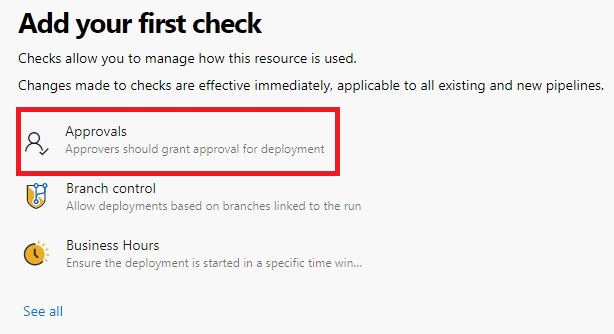 Add your first check
Checks allow you to manage how this resource is used.
Changes made to checks are effective immediately, applicable to all existing and new pipelines.
Approvals
Approvers should grant approval for deployment
Branch control
Allow deployments based on branches linked to the run
Business Hours
Ensure the deployment is started in a specific time win...
See all